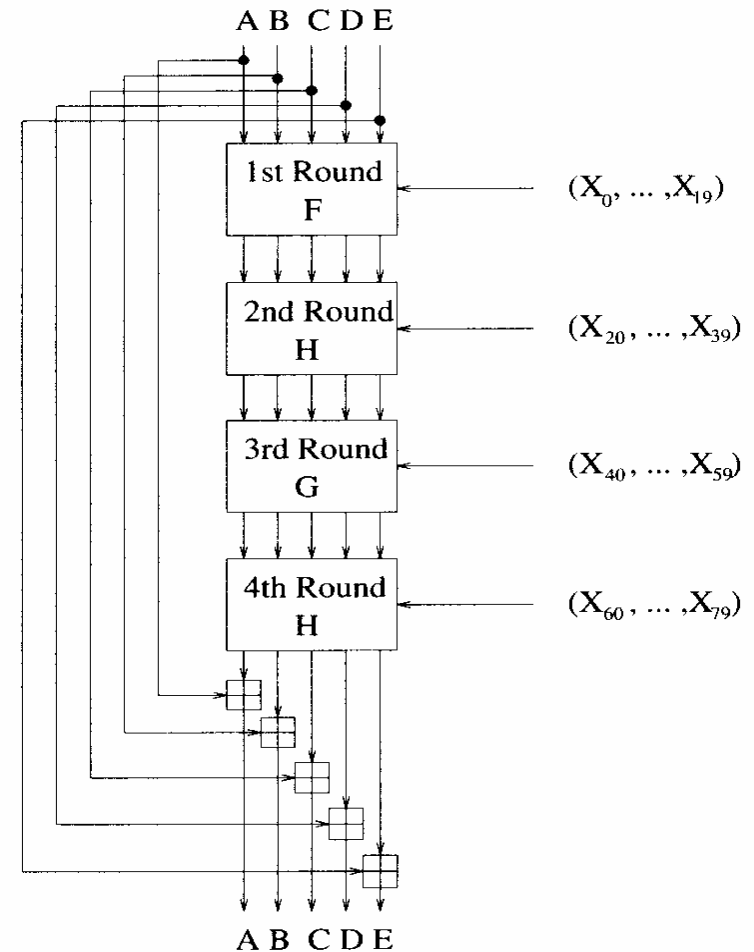 A B C D E
1st Round
F
(X₀, ... ,X₁₉)
2nd Round
H
(X₂₀, ... ,X₃₉)
3rd Round
G
(X₄₀, ... ,X₅₉)
4th Round
H
(X₆₀, ... ,X₇₉)
A B C D E